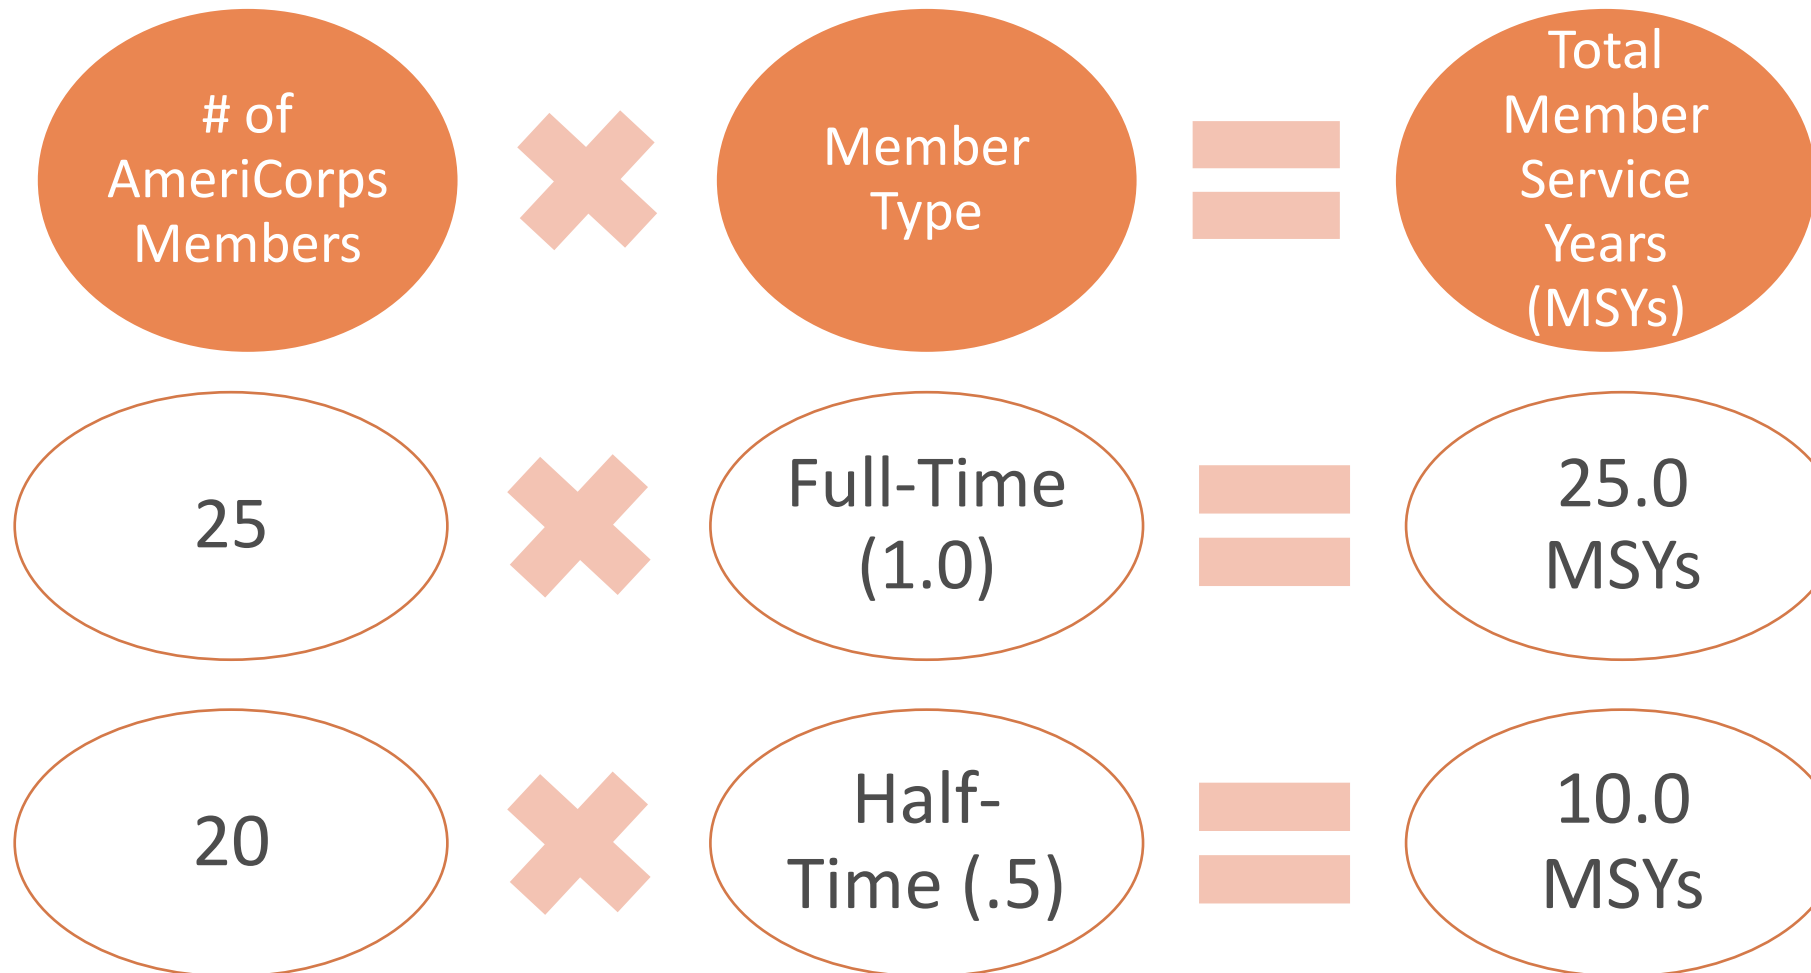 # of
AmeriCorps
Members
Member
Type
Total
Member
Service
Years
(MSYs)
25
Full-Time
(1.0)
25.0
MSYs
20
Half-
Time (.5)
10.0
MSYs